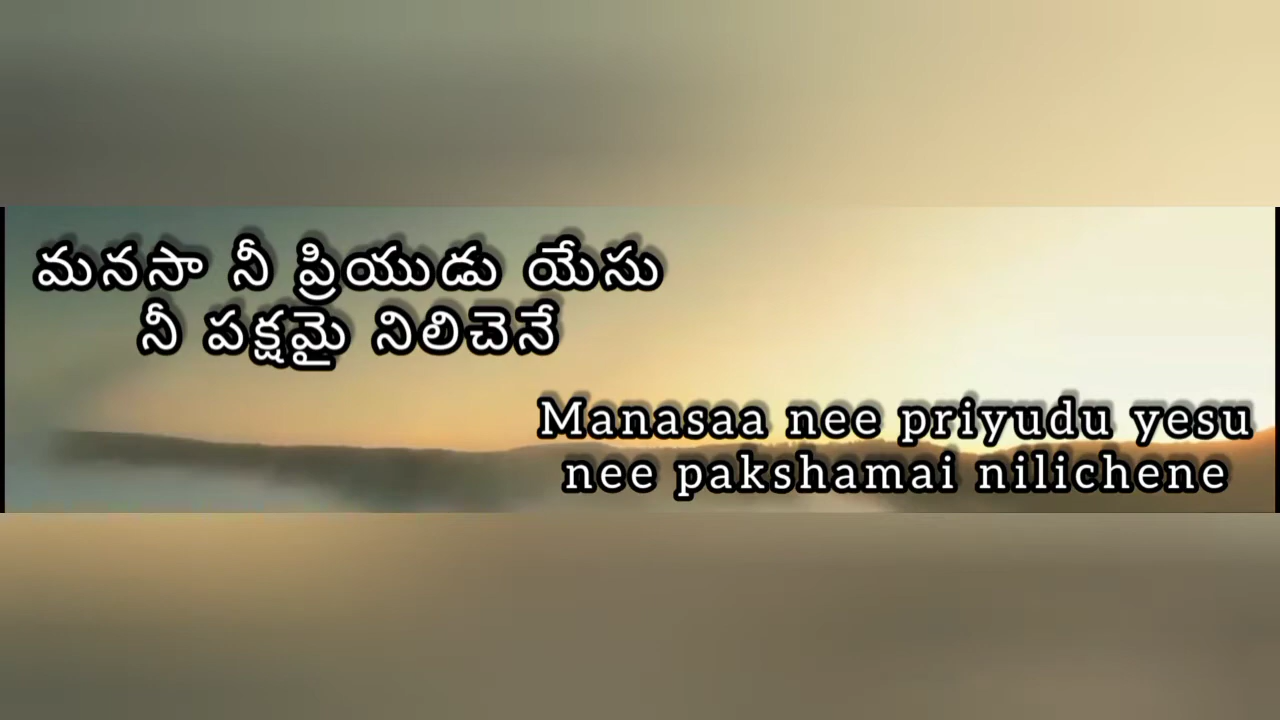 మనసా నీ ప్రియుడు యేసు
నీ పక్షమై నిలిచెనే
Manasaa nee priyudu yesu
nee pakshamai nilichene